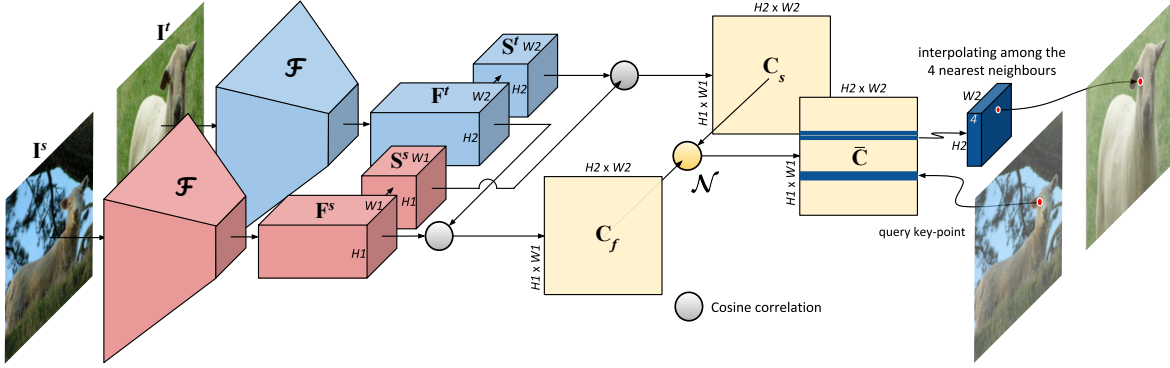 I^t
F
S^t
W2
H2
F^t
W2
H2
I^s
F
S^s
W1
H1
F^s
W1
H1
H2 x W2
H1 x W1
C_s
H2 x W2
H1 x W1
C_f
N
H2 x W2
H1 x W1
C̅
interpolating among the
4 nearest neighbours
W2
4
H2
query key-point
Cosine correlation